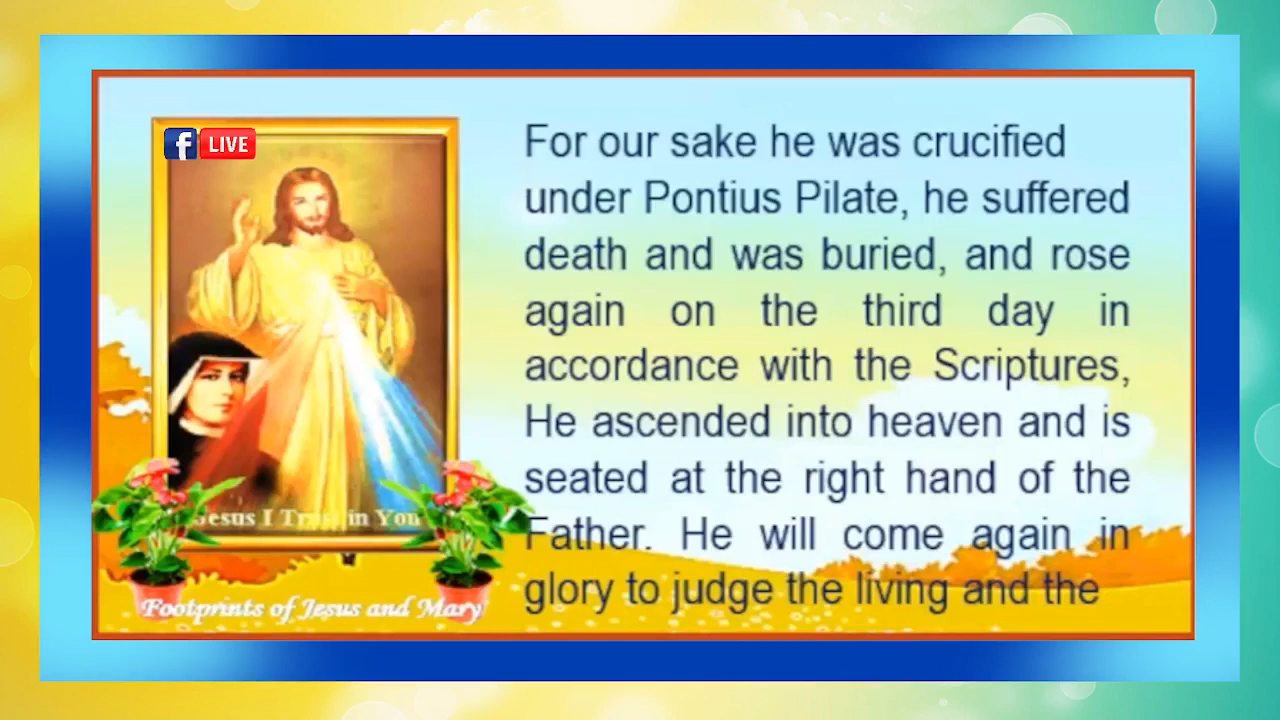 f LIVE
Jesus I Trust in You
Footprints of Jesus and Mary
For our sake he was crucified
under Pontius Pilate, he suffered
death and was buried, and rose
again on the third day in
accordance with the Scriptures,
He ascended into heaven and is
seated at the right hand of the
Father. He will come again in
glory to judge the living and the